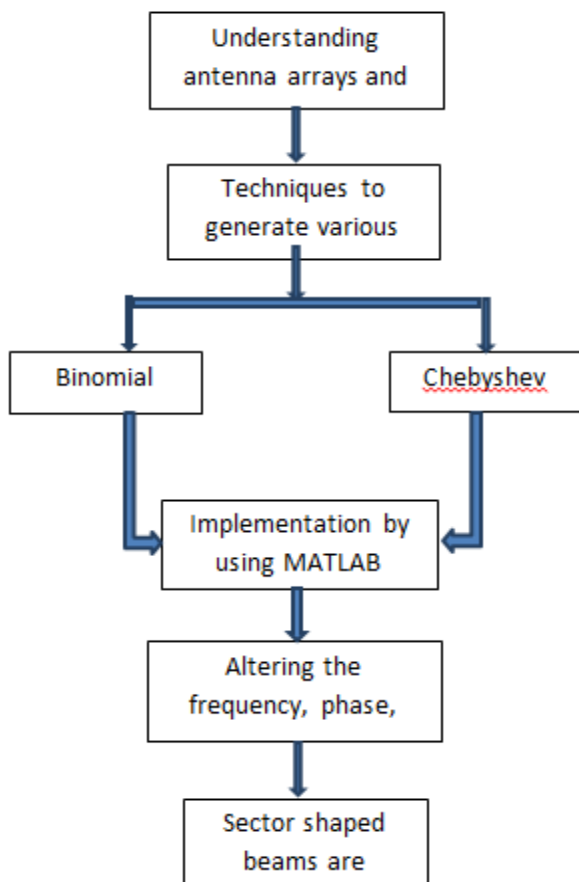 Understanding
antenna arrays and
Techniques to
generate various
Binomial
Chebyshev
Implementation by
using MATLAB
Altering the
frequency, phase,
Sector shaped
beams are